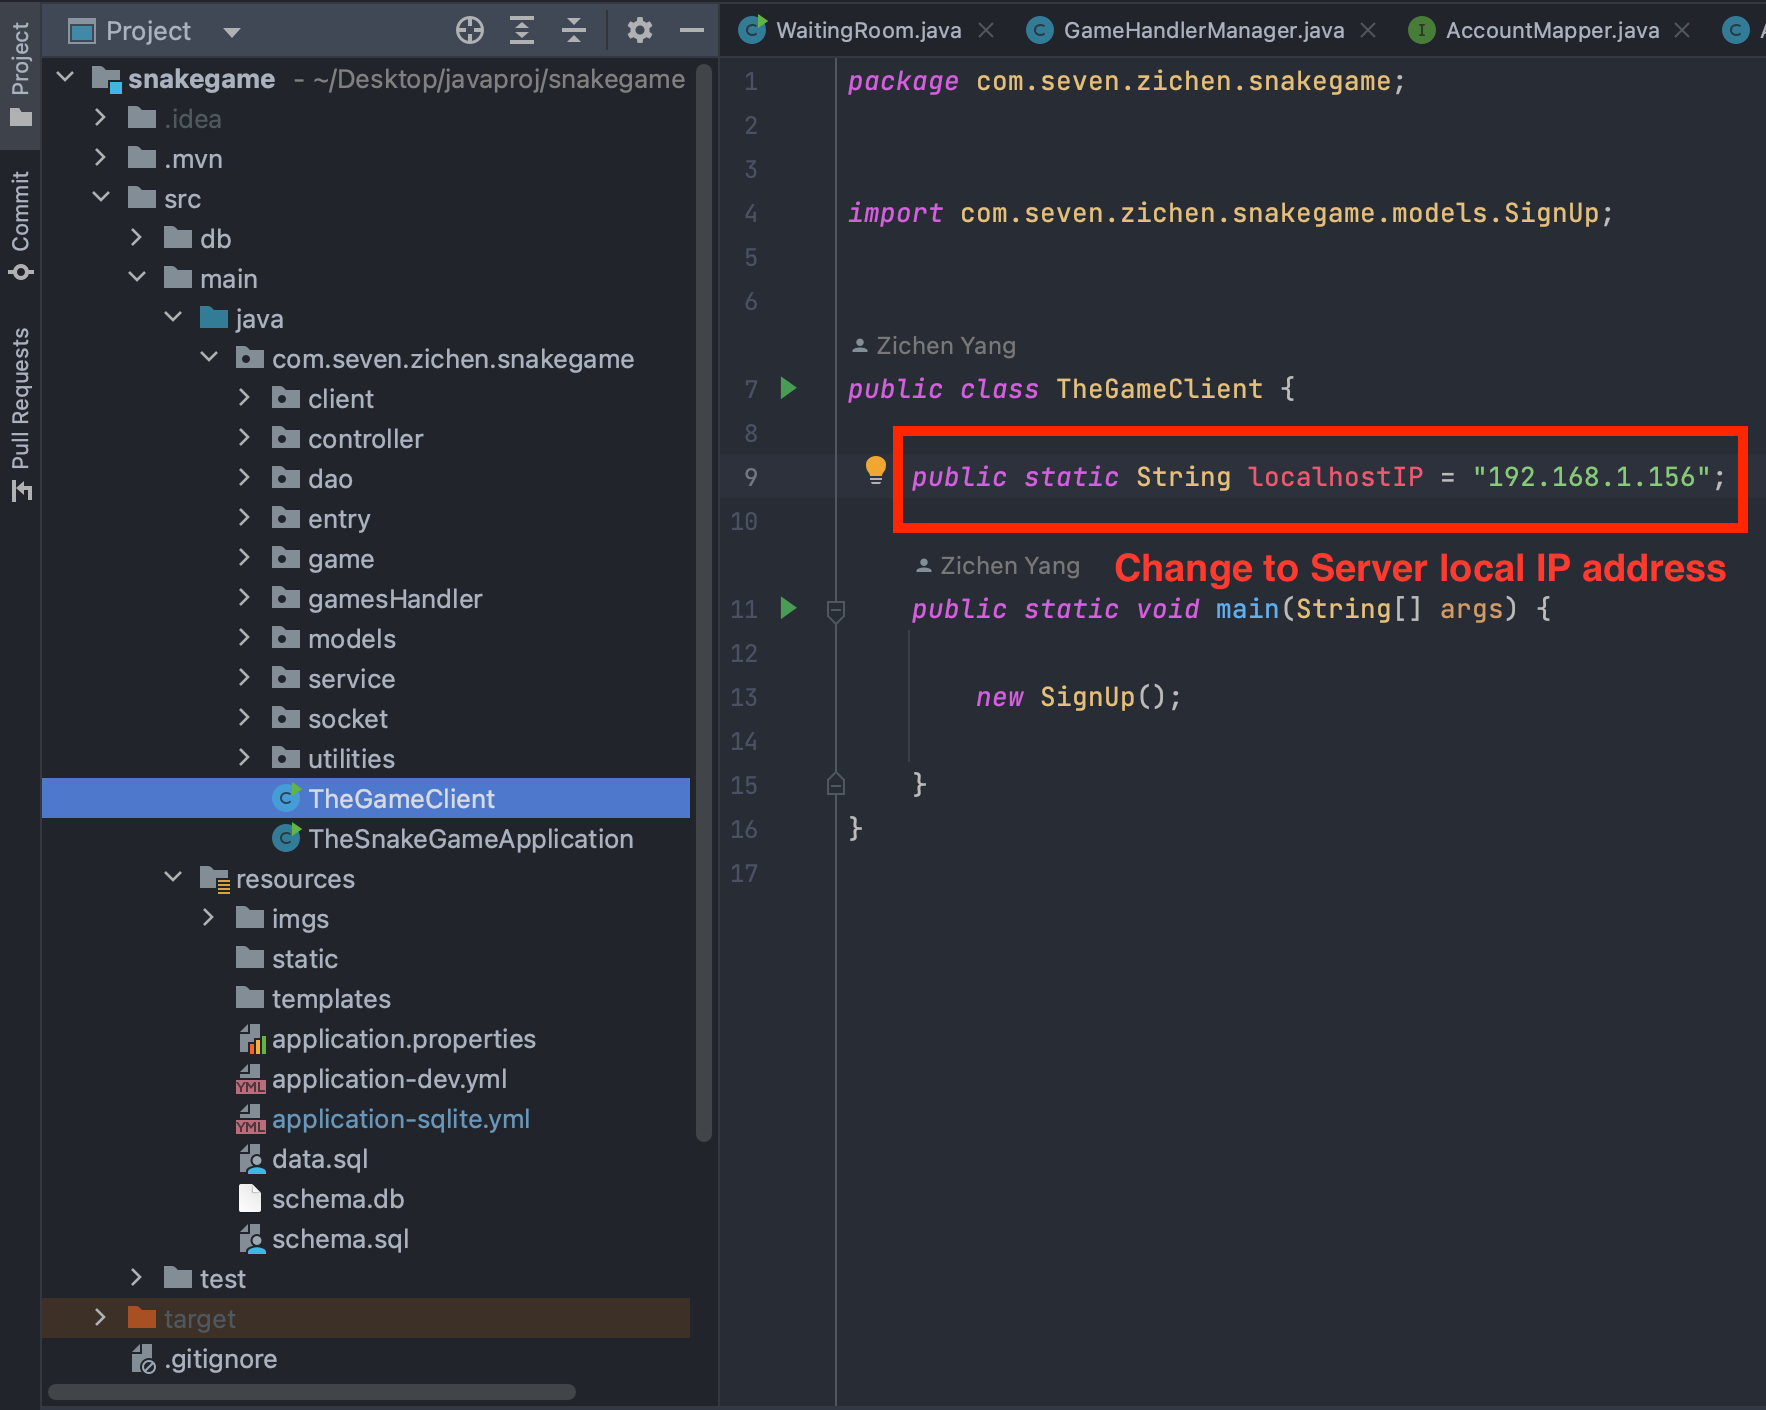 Project
Commit
Pull Requests
Project
snakegame - ~/Desktop/javaproj/snakegame
.idea
.mvn
src
db
main
java
com.seven.zichen.snakegame
client
controller
dao
entry
game
gamesHandler
models
service
socket
utilities
C TheGameClient
C TheSnakeGameApplication
resources
imgs
static
templates
application.properties
YML application-dev.yml
YML application-sqlite.yml
data.sql
schema.db
schema.sql
test
target
.gitignore
C WaitingRoom.java C GameHandlerManager.java I AccountMapper.java C
1 package com.seven.zichen.snakegame;
2
3
4 import com.seven.zichen.snakegame.models.SignUp;
5
6
Zichen Yang
7 public class TheGameClient {
8
9 public static String localhostIP = "192.168.1.156";
10
Zichen Yang Change to Server local IP address
11 public static void main(String[] args) {
12
13 new SignUp();
14
15 }
16 }
17